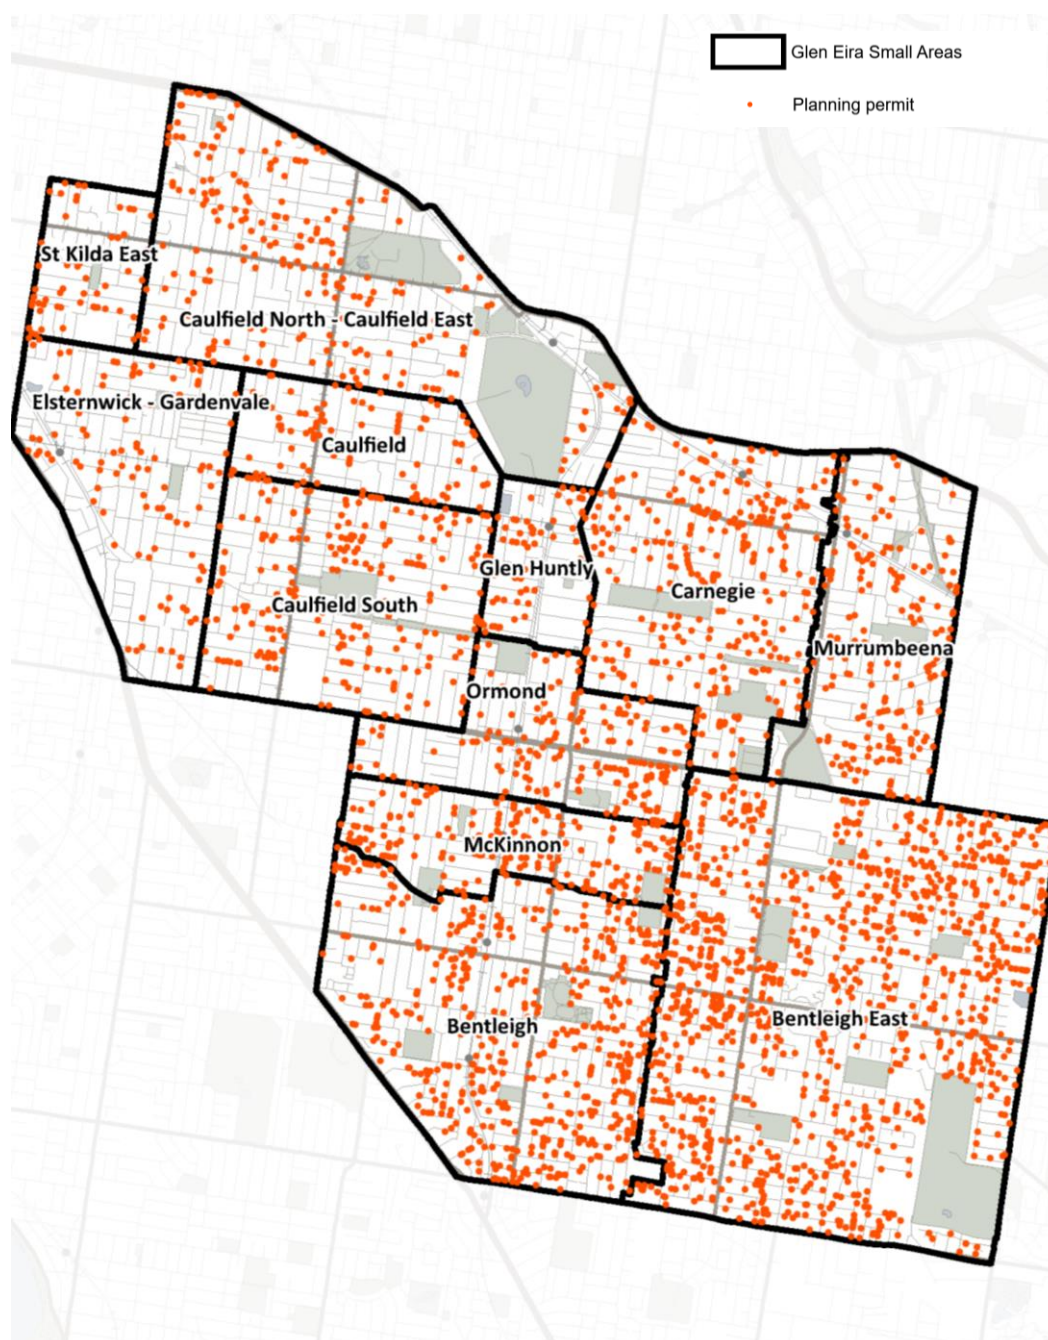 Glen Eira Small Areas
Planning permit
St Kilda East
Caulfield North - Caulfield East
Elsternwick - Gardenvale
Caulfield
Glen Huntly
Carnegie
Caulfield South
Murrumbeena
Ormond
McKinnon
Bentleigh East
Bentleigh